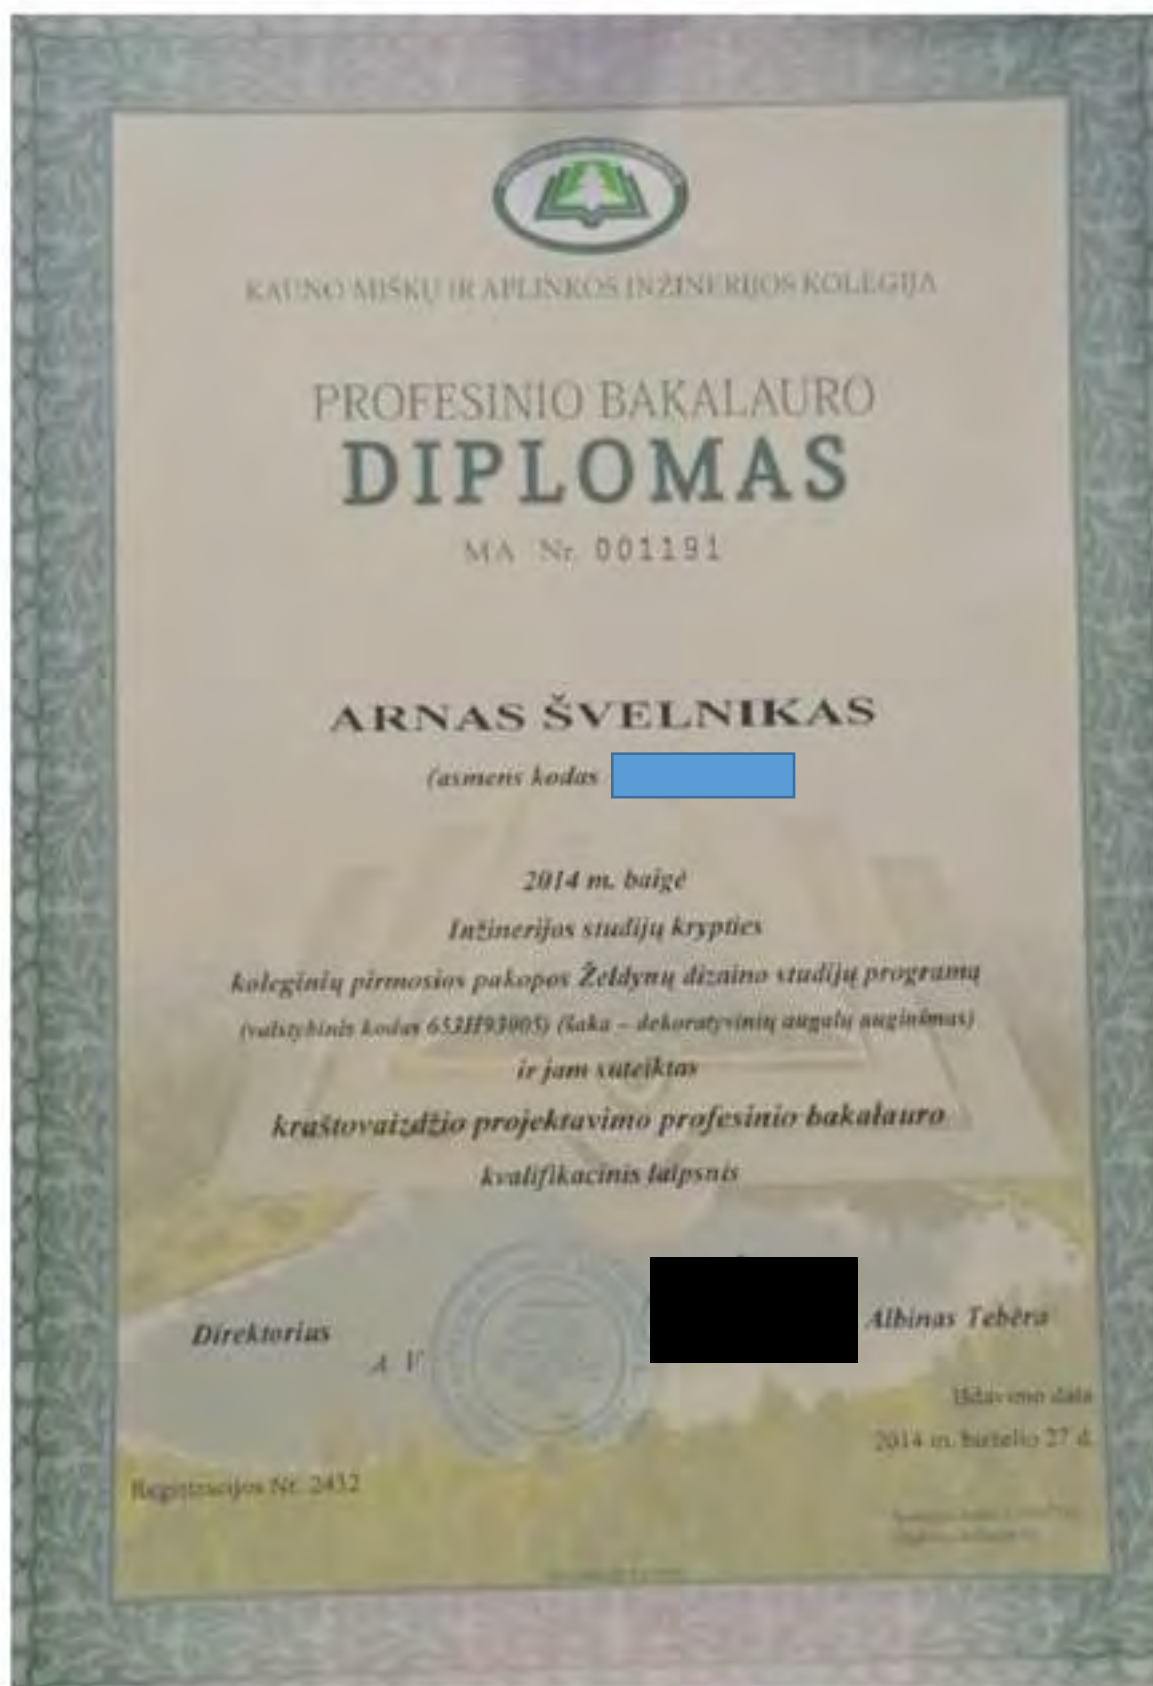 KAUNO MIŠKŲ IR APLINKOS INŽINERIJOS KOLEGIJA
PROFESINIO BAKALAURO
DIPLOMAS
MA Nr. 001191
ARNAS ŠVELNIKAS
(asmens kodas
2014 m. baigė
Inžinerijos studijų krypties
koleginių pirmosios pakopos Želdynų dizaino studijų programą
(valstybinis kodas 653H93005) (šaka – dekoratyvinių augalų auginimas)
ir jam suteiktas
kraštovaizdžio projektavimo profesinio bakalauro
kvalifikacinis laipsnis
Direktorius
A V
Albinas Tebėra
Išdavimo data
2014 m. birželio 27 d.
Registracijos Nr. 2432